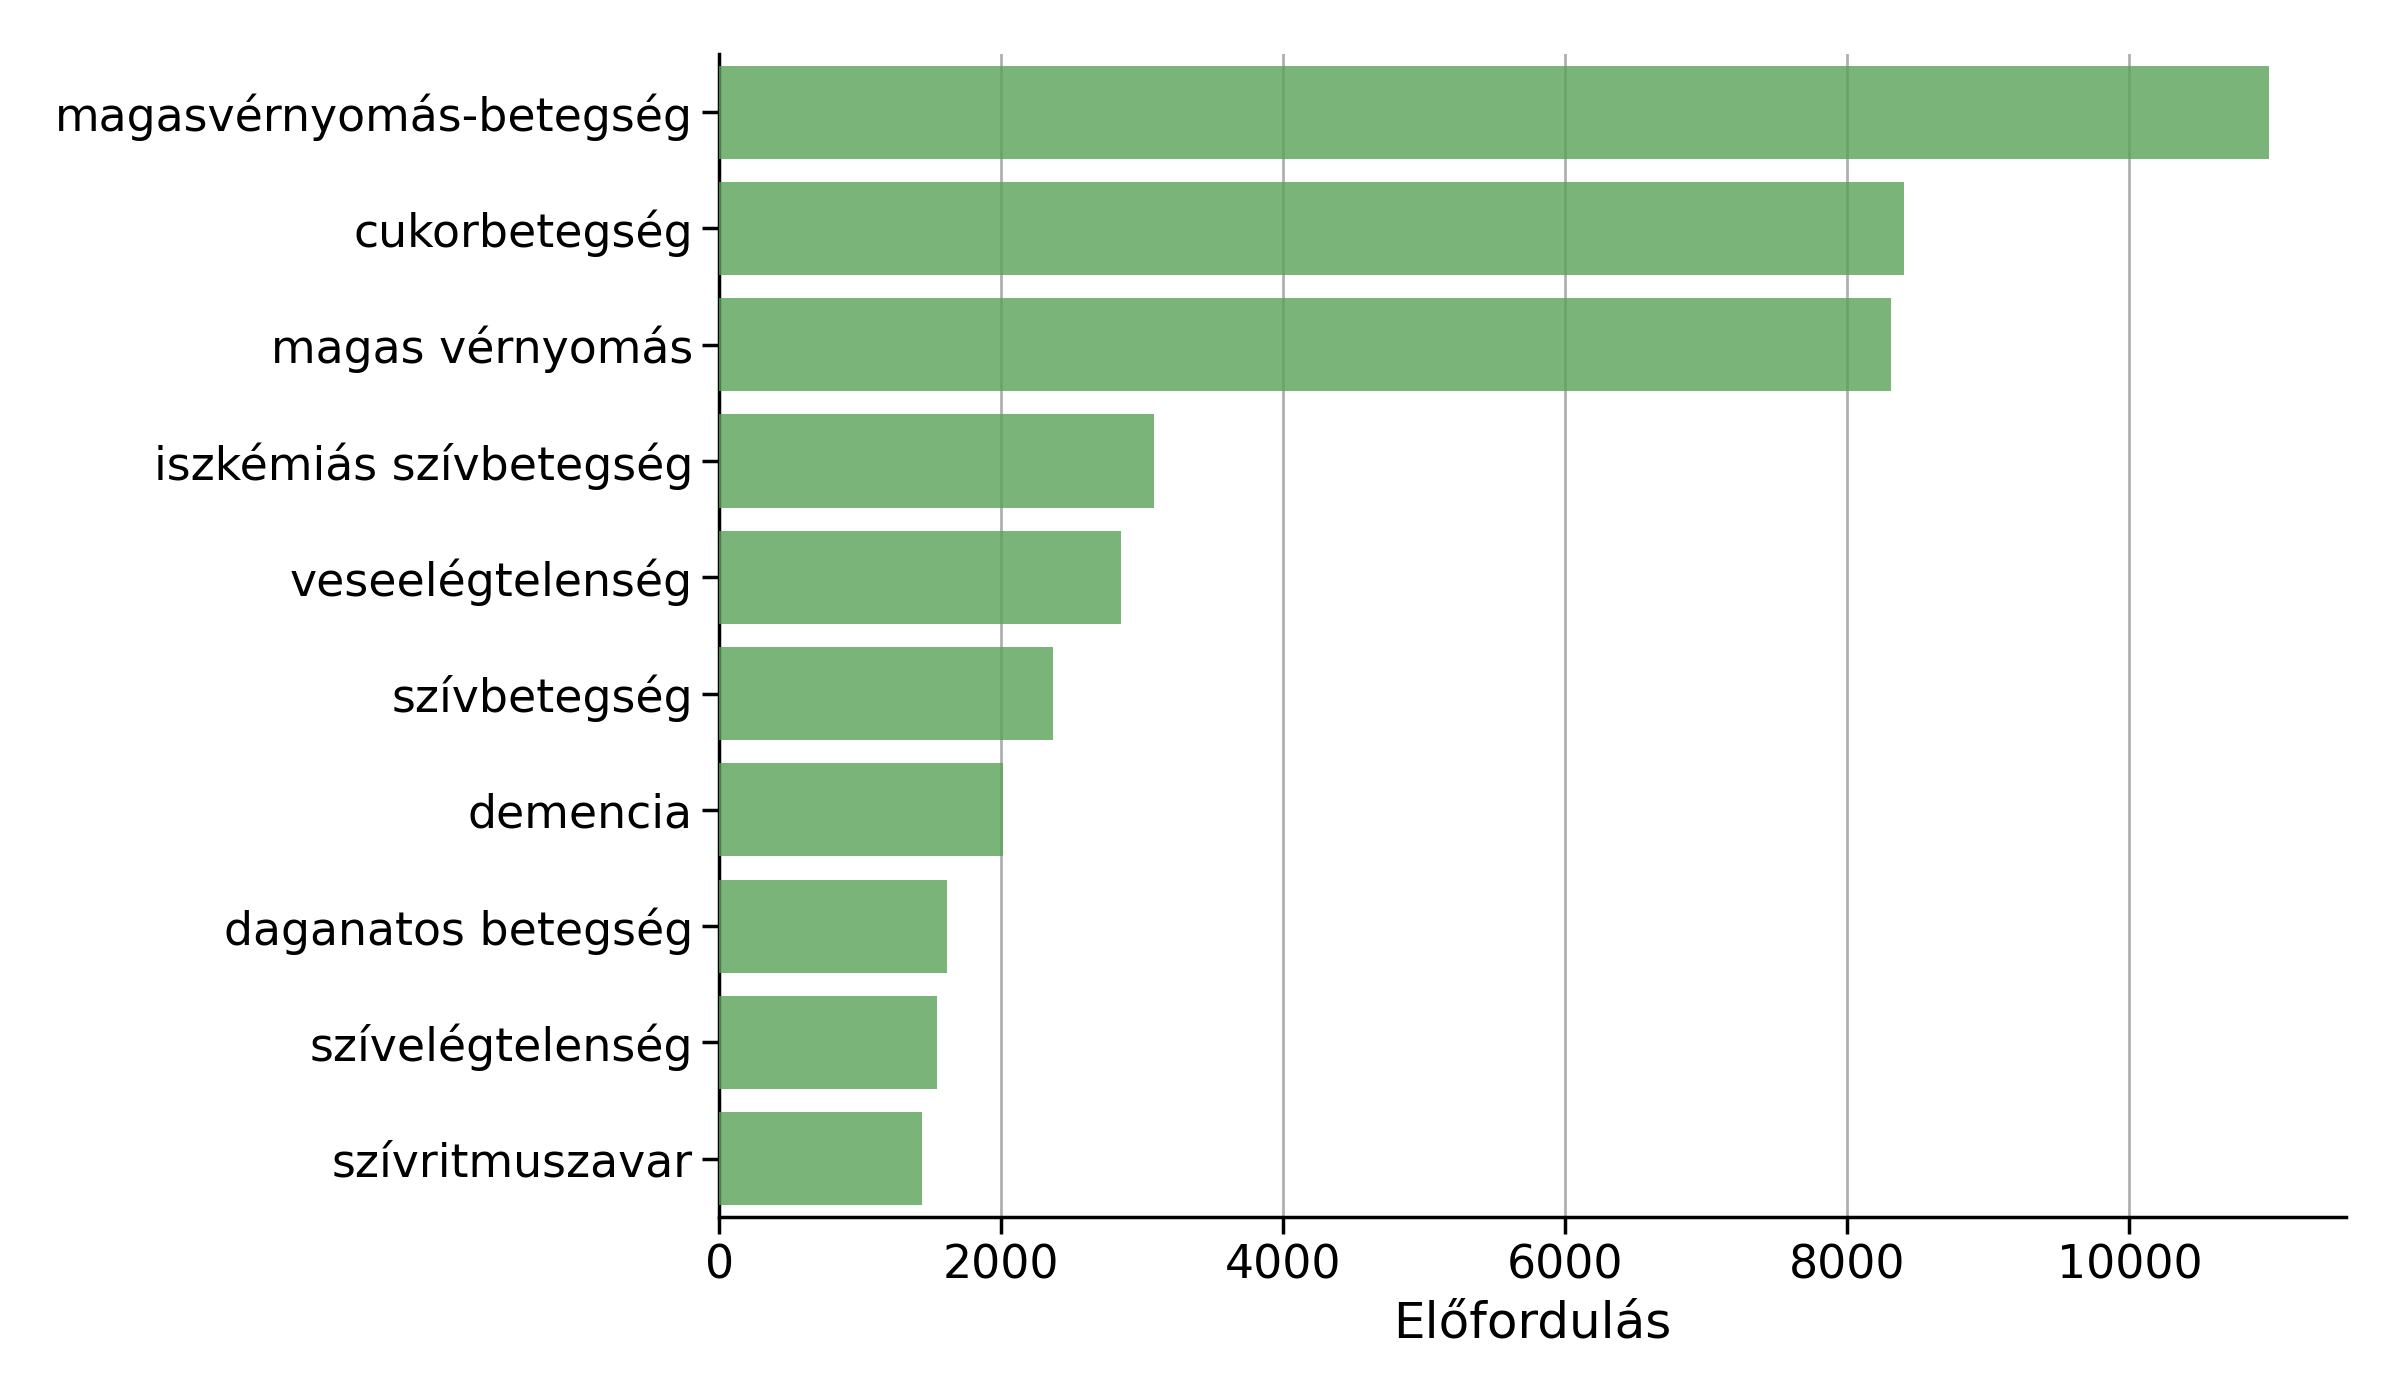 magasvérnyomás-betegség
cukorbetegség
magas vérnyomás
iszkémiás szívbetegség
veseelégtelenség
szívbetegség
demencia
daganatos betegség
szívelégtelenség
szívritmuszavar
0 2000 4000 6000 8000 10000
Előfordulás